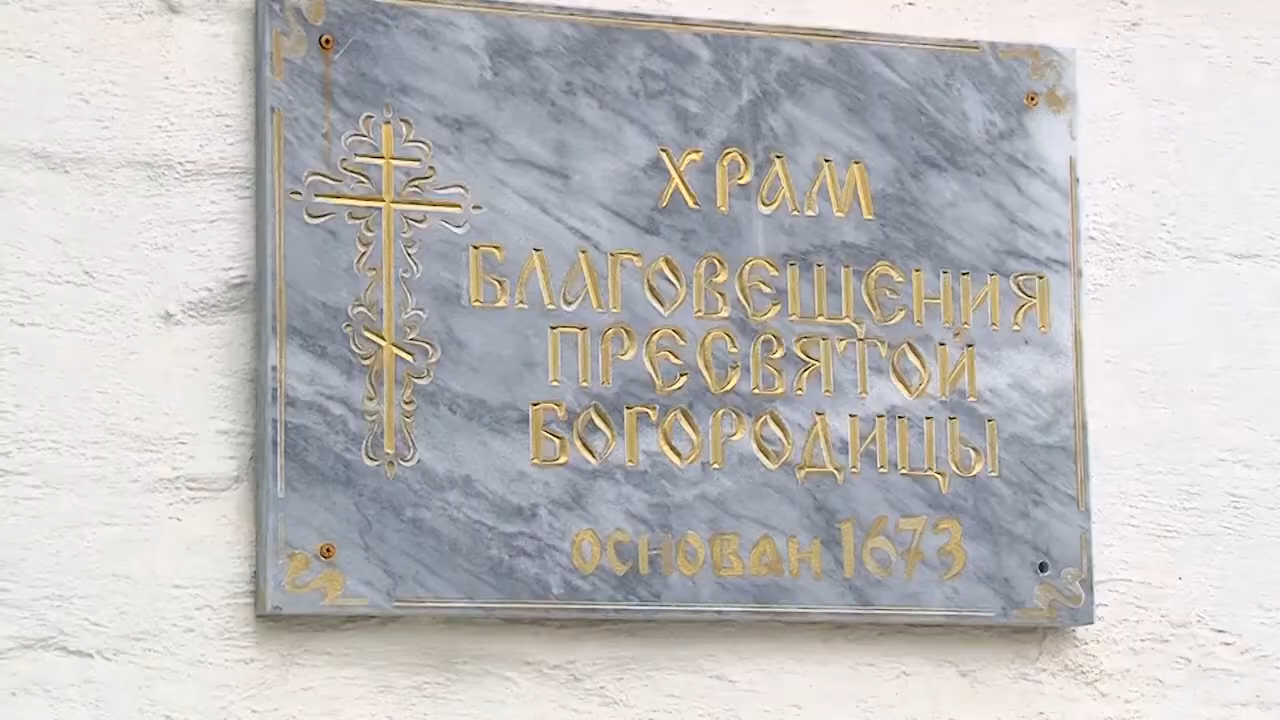 ХРАМ
БЛАГОВЕЩЕНИЯ
ПРЕСВЯТОЙ
БОГОРОДИЦЫ
ОСНОВАН 1673